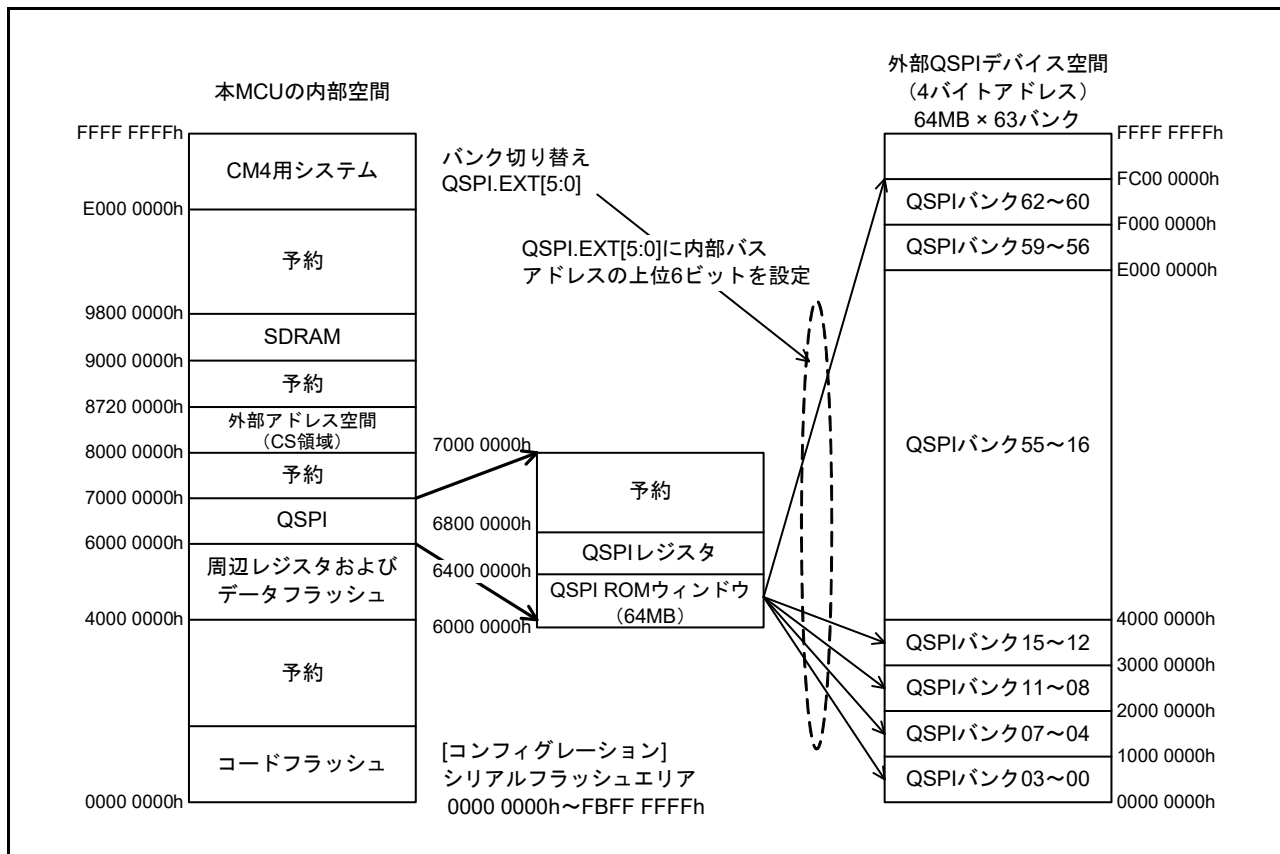 本MCUの内部空間
FFFF FFFFh
CM4用システム
E000 0000h
予約
9800 0000h
SDRAM
9000 0000h
予約
8720 0000h
外部アドレス空間
（CS領域）
8000 0000h
予約
7000 0000h
QSPI
6000 0000h
周辺レジスタおよび
データフラッシュ
4000 0000h
予約
コードフラッシュ
0000 0000h
バンク切り替え
QSPI.EXT[5:0]
QSPI.EXT[5:0]に内部バス
アドレスの上位6ビットを設定
7000 0000h
予約
6800 0000h
QSPIレジスタ
6400 0000h
QSPI ROMウィンドウ
（64MB）
6000 0000h
[コンフィグレーション]
シリアルフラッシュエリア
0000 0000h～FBFF FFFFh
外部QSPIデバイス空間
（4バイトアドレス）
64MB × 63バンク
FFFF FFFFh
FC00 0000h
QSPIバンク62～60
F000 0000h
QSPIバンク59～56
E000 0000h
QSPIバンク55～16
4000 0000h
QSPIバンク15～12
3000 0000h
QSPIバンク11～08
2000 0000h
QSPIバンク07～04
1000 0000h
QSPIバンク03～00
0000 0000h